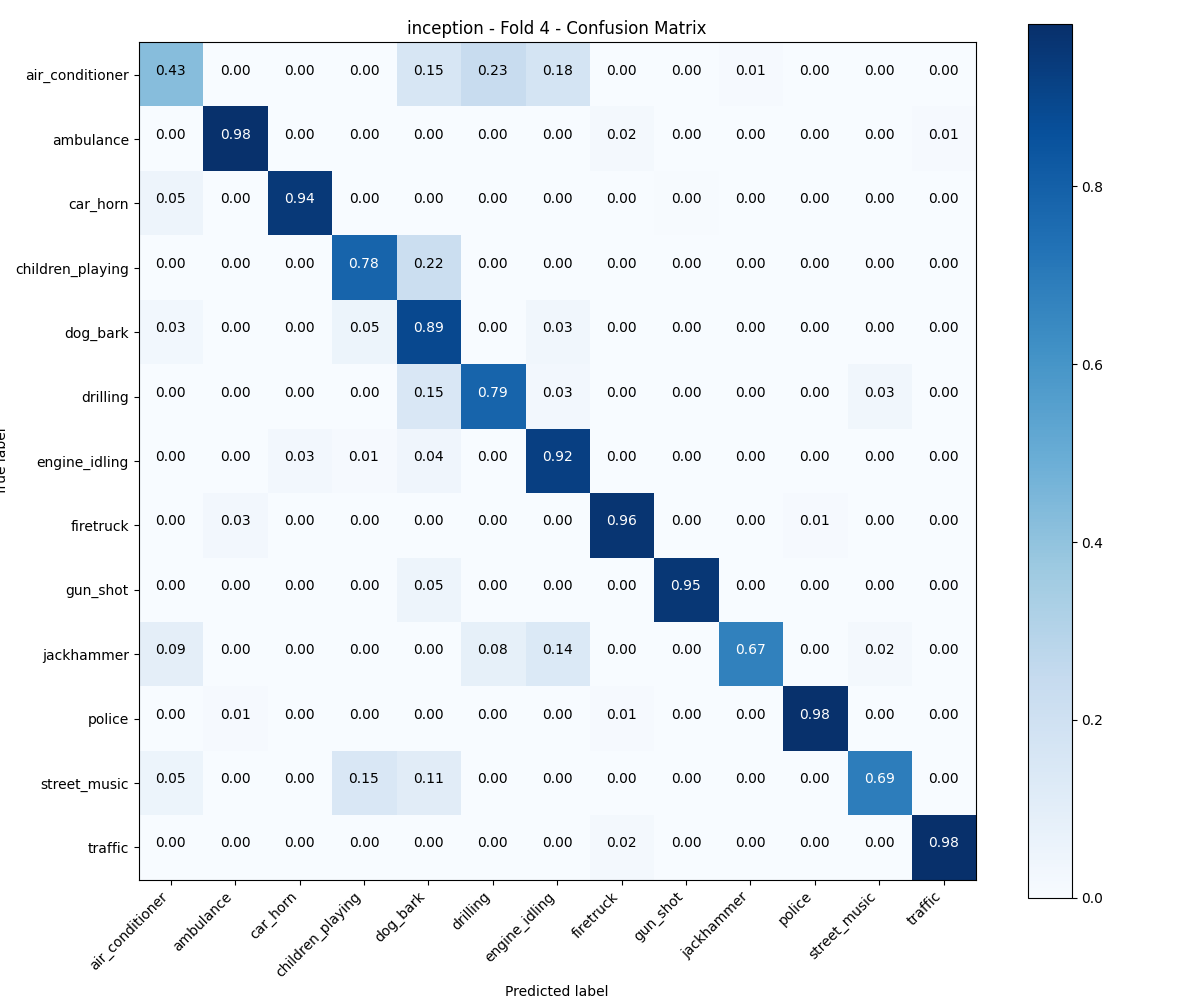 inception - Fold 4 - Confusion Matrix
air_conditioner 0.43 0.00 0.00 0.00 0.15 0.23 0.18 0.00 0.00 0.01 0.00 0.00 0.00
ambulance 0.00 0.98 0.00 0.00 0.00 0.00 0.00 0.02 0.00 0.00 0.00 0.00 0.01
car_horn 0.05 0.00 0.94 0.00 0.00 0.00 0.00 0.00 0.00 0.00 0.00 0.00 0.00
children_playing 0.00 0.00 0.00 0.78 0.22 0.00 0.00 0.00 0.00 0.00 0.00 0.00 0.00
dog_bark 0.03 0.00 0.00 0.05 0.89 0.00 0.03 0.00 0.00 0.00 0.00 0.00 0.00
drilling 0.00 0.00 0.00 0.00 0.15 0.79 0.03 0.00 0.00 0.00 0.00 0.03 0.00
engine_idling 0.00 0.00 0.03 0.01 0.04 0.00 0.92 0.00 0.00 0.00 0.00 0.00 0.00
firetruck 0.00 0.03 0.00 0.00 0.00 0.00 0.00 0.96 0.00 0.00 0.01 0.00 0.00
gun_shot 0.00 0.00 0.00 0.00 0.05 0.00 0.00 0.00 0.95 0.00 0.00 0.00 0.00
jackhammer 0.09 0.00 0.00 0.00 0.00 0.08 0.14 0.00 0.00 0.67 0.00 0.02 0.00
police 0.00 0.01 0.00 0.00 0.00 0.00 0.00 0.01 0.00 0.00 0.98 0.00 0.00
street_music 0.05 0.00 0.00 0.15 0.11 0.00 0.00 0.00 0.00 0.00 0.00 0.69 0.00
traffic 0.00 0.00 0.00 0.00 0.00 0.00 0.00 0.02 0.00 0.00 0.00 0.00 0.98
air_conditioner ambulance car_horn children_playing dog_bark drilling engine_idling firetruck gun_shot jackhammer police street_music traffic
Predicted label
0.8
0.6
0.4
0.2
0.0